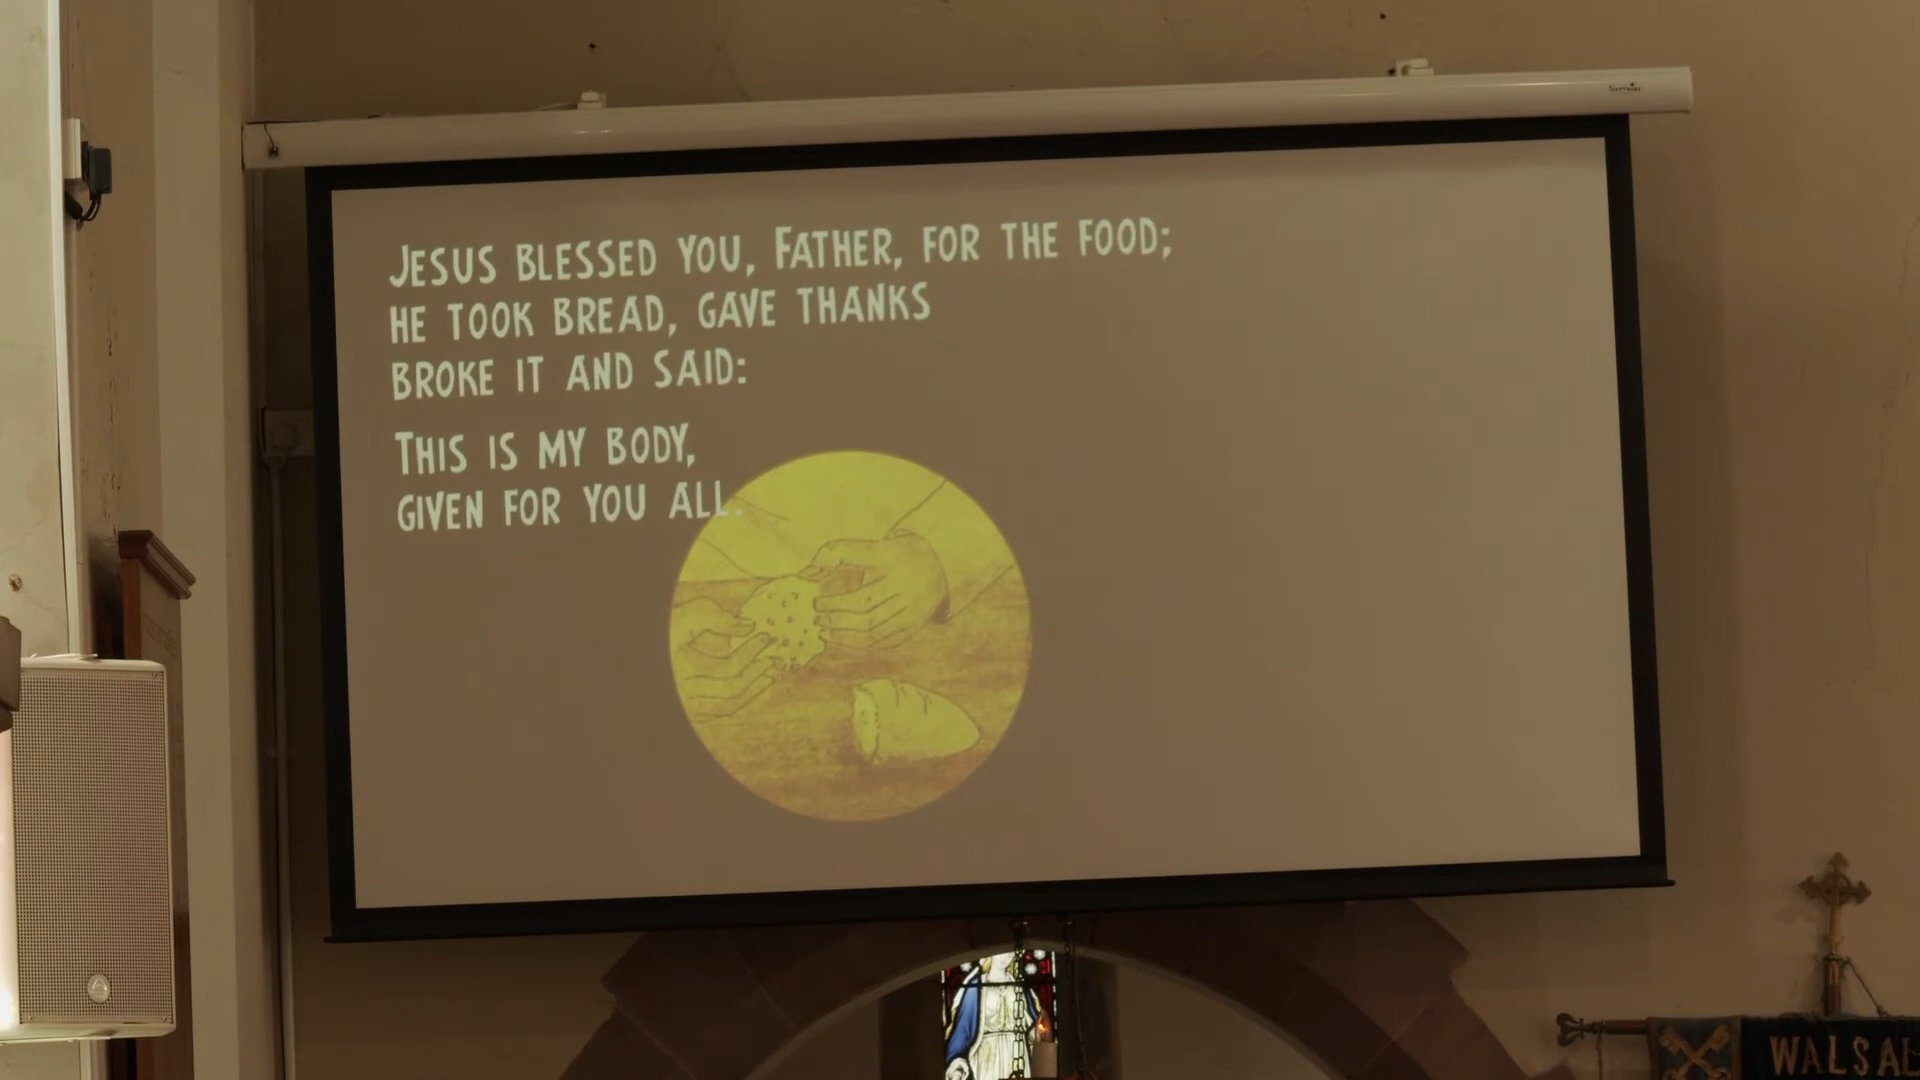 JESUS BLESSED YOU, FATHER, FOR THE FOOD;
HE TOOK BREAD, GAVE THANKS
BROKE IT AND SAID:
THIS IS MY BODY,
GIVEN FOR YOU ALL.
WALSAL